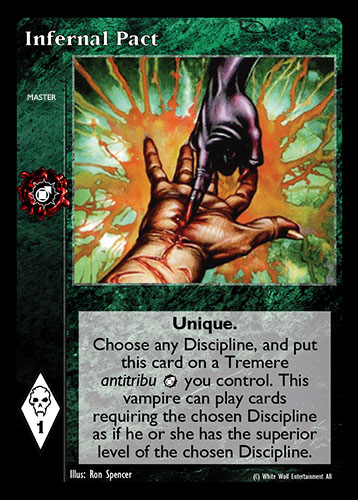 Infernal Pact
MASTER
Unique.
Choose any Discipline, and put
this card on a Tremere
antitribu you control. This
vampire can play cards
requiring the chosen Discipline
as if he or she has the superior
level of the chosen Discipline.
1
Illus: Ron Spencer
(C) White Wolf Entertainment AB